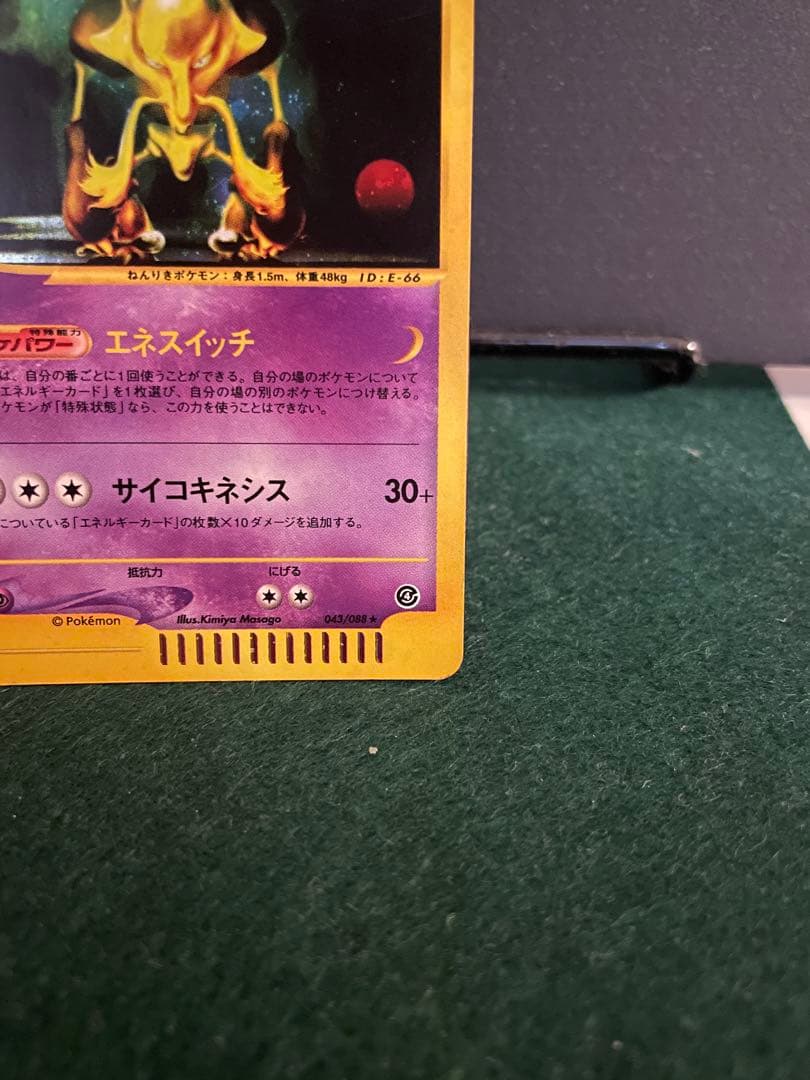 ねんりきポケモン：身長1.5m、体重48kg ID：E-66
特殊能力
ケパワー エネスイッチ
は、自分の番ごとに1回使うことができる。自分の場のポケモンについて
エネルギーカード」を1枚選び、自分の場の別のポケモンにつけ替える。
ケモンが「特殊状態」なら、この力を使うことはできない。
サイコキネシス 30+
についている「エネルギーカード」の枚数×10ダメージを追加する。
抵抗力 にげる
©Pokémon Illus.Kimiya Masago 043/088★